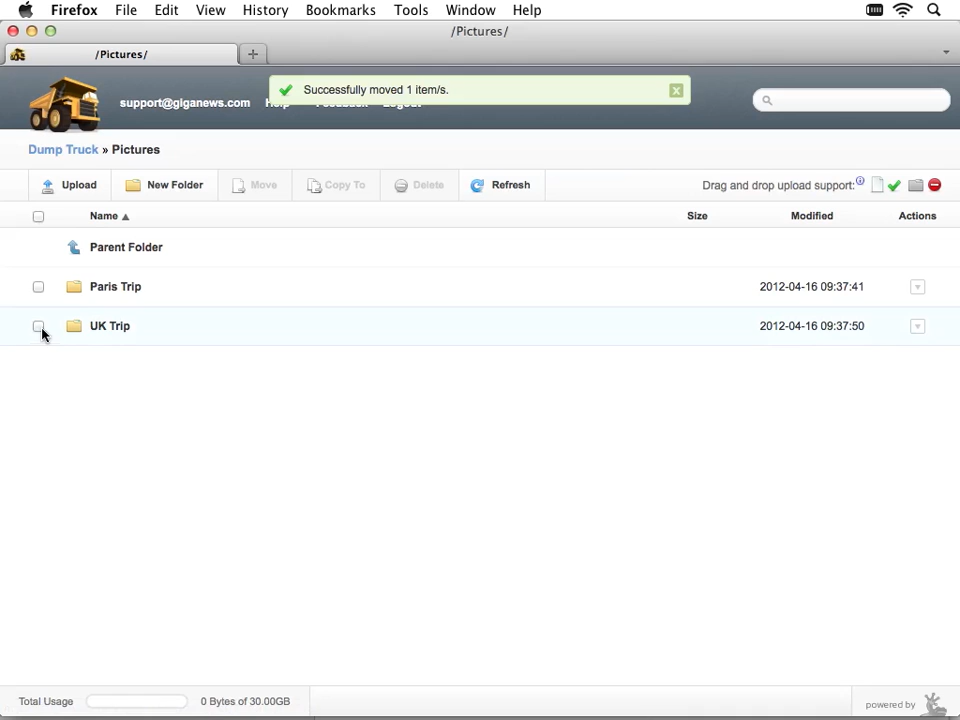 Firefox File Edit View History Bookmarks Tools Window Help
/Pictures/
/Pictures/
Successfully moved 1 item/s.
support@giganews.com
Dump Truck » Pictures
Upload New Folder Move Copy To Delete Refresh Drag and drop upload support:
Name Size Modified Actions
Parent Folder
Paris Trip 2012-04-16 09:37:41
UK Trip 2012-04-16 09:37:50
Total Usage 0 Bytes of 30.00GB powered by